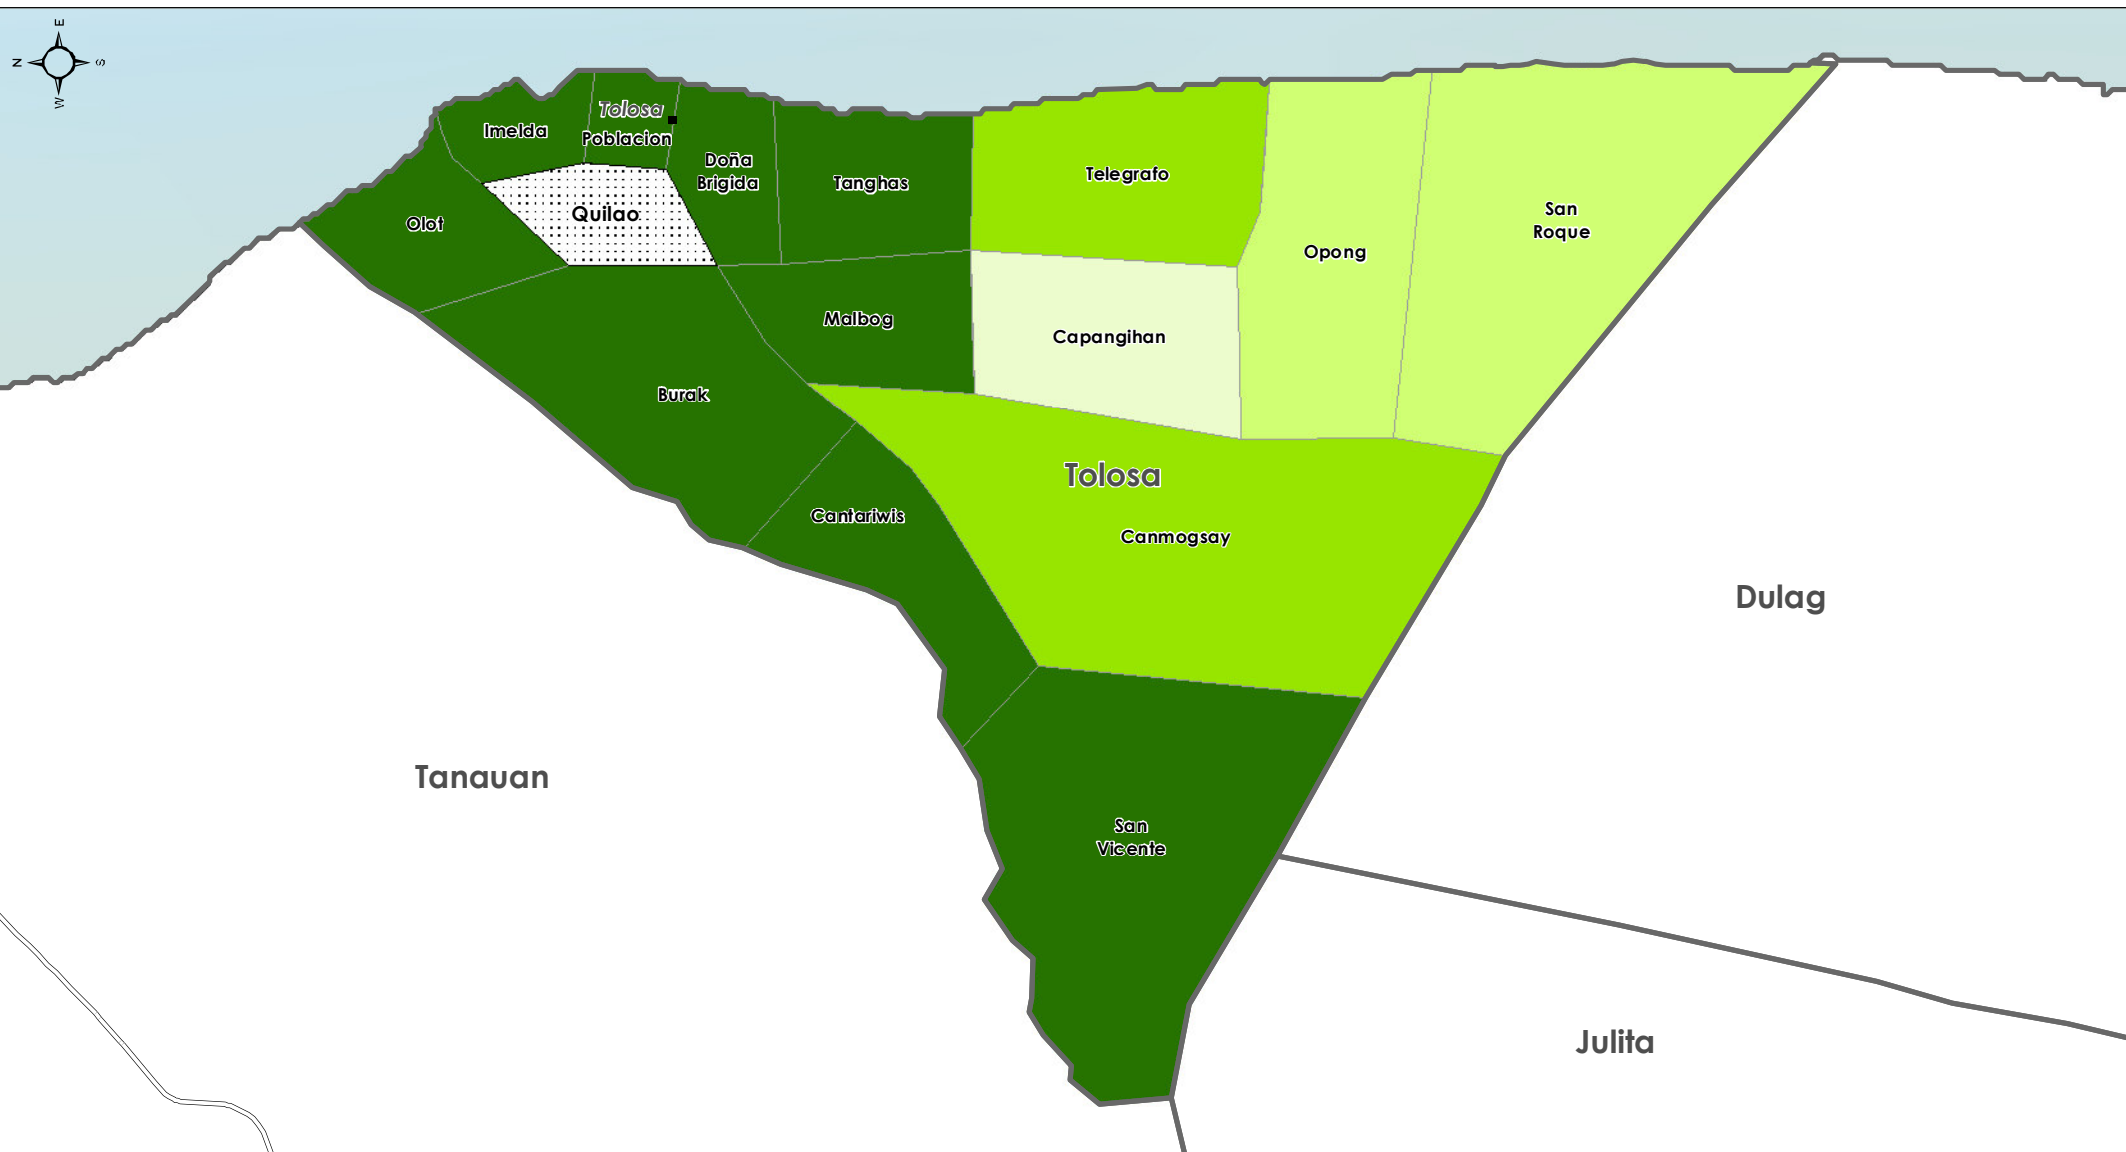 E
N
S
W
Tolosa
Imelda
Poblacion
Doña
Brigida
Tanghas
Telegrafo
Quilao
Olot
San
Roque
Opong
Malbog
Capangihan
Burak
Tolosa
Cantariwis
Canmogsay
Dulag
Tanauan
San
Vicente
Julita